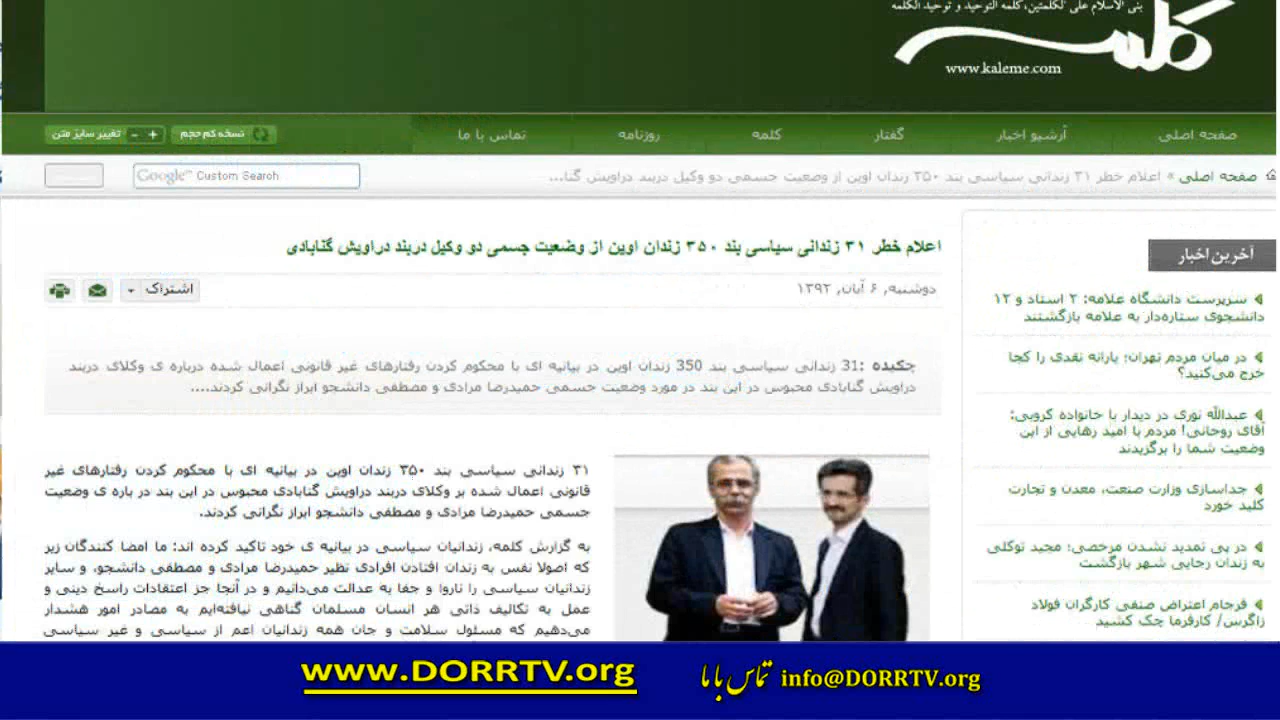 بنی الاسلام علی الکلمتین،کلمه التوحید و توحید الکلمه
کلمه
www.kaleme.com
صفحه اصلی
آرشیو اخبار
گفتار
کلمه
روزنامه
تماس با ما
نسخه کم حجم
+ - تغییر سایز متن
صفحه اصلی » اعلام خطر ۳۱ زندانی سیاسی بند ۳۵۰ زندان اوین از وضعیت جسمی دو وکیل دربند دراویش گنا...
Google™ Custom Search
اعلام خطر ۳۱ زندانی سیاسی بند ۳۵۰ زندان اوین از وضعیت جسمی دو وکیل دربند دراویش گنابادی
دوشنبه, ۶ آبان, ۱۳۹۲
اشتراک
چکیده :31 زندانی سیاسی بند 350 زندان اوین در بیانیه ای با محکوم کردن رفتارهای غیر قانونی اعمال شده درباره ی وکلای دربند
دراویش گنابادی محبوس در این بند در مورد وضعیت جسمی حمیدرضا مرادی و مصطفی دانشجو ابراز نگرانی کردند....
۳۱ زندانی سیاسی بند ۳۵۰ زندان اوین در بیانیه ای با محکوم کردن رفتارهای غیر
قانونی اعمال شده بر وکلای دربند دراویش گنابادی محبوس در این بند در باره ی وضعیت
جسمی حمیدرضا مرادی و مصطفی دانشجو ابراز نگرانی کردند.
به گزارش کلمه، زندانیان سیاسی در بیانیه ی خود تاکید کرده اند: ما امضا کنندگان زیر
که اصولا نفس به زندان افتادن افرادی نظیر حمیدرضا مرادی و مصطفی دانشجو، و سایر
زندانیان سیاسی را ناروا و جفا به عدالت می‌دانیم و در آنجا جز اعتقادات راسخ دینی و
عمل به تکالیف ذاتی هر انسان مسلمان گناهی نیافته‌ایم به مصادر امور هشدار
می‌دهیم که مسئول سلامت و جان همه زندانیان اعم از سیاسی و غیر سیاسی
آخرین اخبار
سرپرست دانشگاه علامه: ۲ استاد و ۱۲
دانشجوی ستاره‌دار به علامه بازگشتند
در میان مردم تهران؛ یارانه نقدی را کجا
خرج می‌کنید؟
عبدالله نوری در دیدار با خانواده کروبی:
آقای روحانی! مردم با امید رهایی از این
وضعیت شما را برگزیدند
جداسازی وزارت صنعت، معدن و تجارت
کلید خورد
در پی تمدید نشدن مرخصی؛ مجید توکلی
به زندان رجایی شهر بازگشت
فرجام اعتراض صنفی کارگران فولاد
زاگرس/ کارفرما چک کشید
www.DORRTV.org
تماس با ما info@DORRTV.org